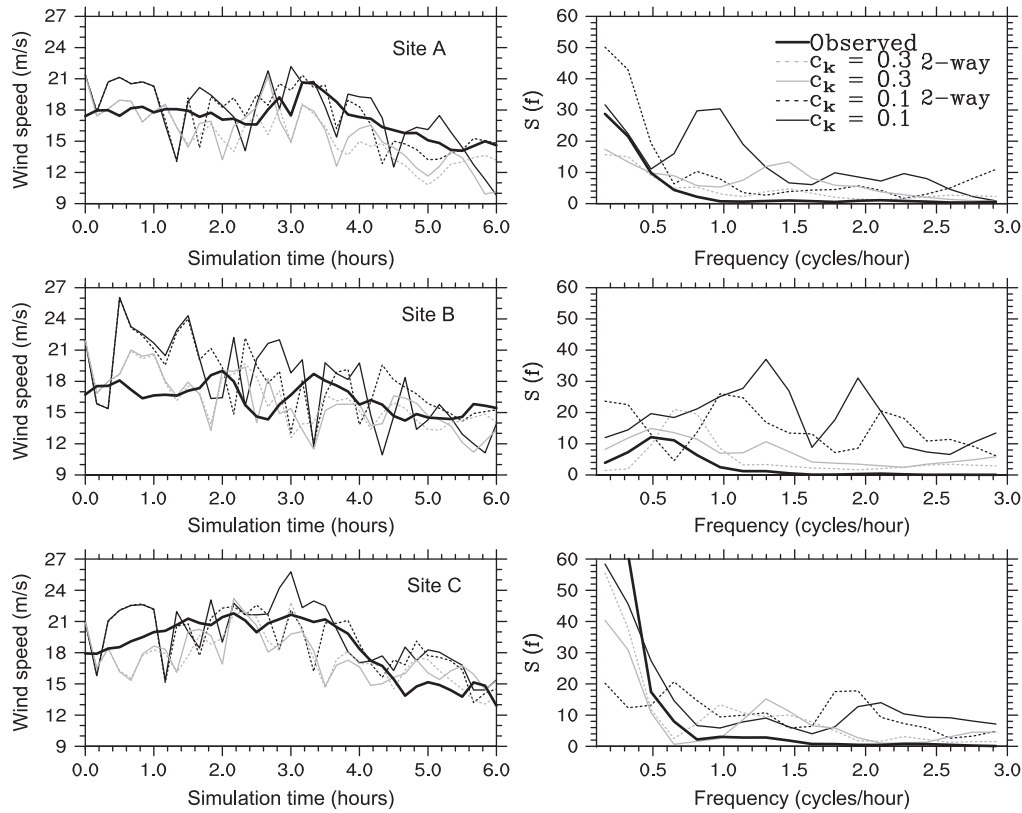 27
24
21
18
15
12
9
Wind speed (m/s)
Site A
0.0 1.0 2.0 3.0 4.0 5.0 6.0
Simulation time (hours)
60
50
40
30
20
10
0
S (f)
Observed
c_k = 0.3 2-way
c_k = 0.3
c_k = 0.1 2-way
c_k = 0.1
0.5 1.0 1.5 2.0 2.5 3.0
Frequency (cycles/hour)
27
24
21
18
15
12
9
Wind speed (m/s)
Site B
0.0 1.0 2.0 3.0 4.0 5.0 6.0
Simulation time (hours)
60
50
40
30
20
10
0
S (f)
0.5 1.0 1.5 2.0 2.5 3.0
Frequency (cycles/hour)
27
24
21
18
15
12
9
Wind speed (m/s)
Site C
0.0 1.0 2.0 3.0 4.0 5.0 6.0
Simulation time (hours)
60
50
40
30
20
10
0
S (f)
0.5 1.0 1.5 2.0 2.5 3.0
Frequency (cycles/hour)